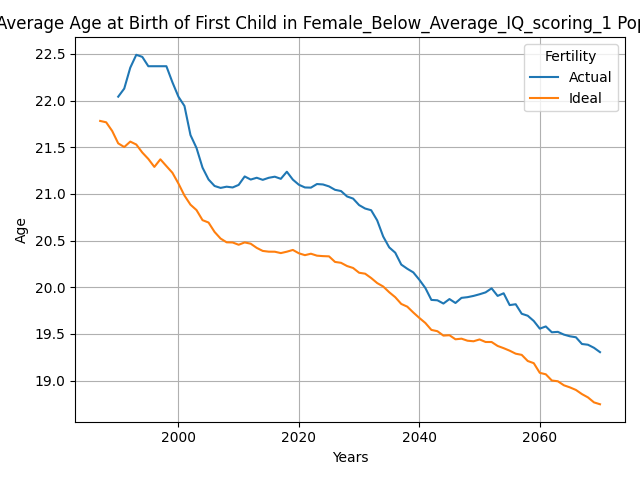 Average Age at Birth of First Child in Female_Below_Average_IQ_scoring_1 Pop
Fertility
Actual
Ideal
22.5
22.0
21.5
21.0
20.5
20.0
19.5
19.0
Age
2000
2020
2040
2060
Years